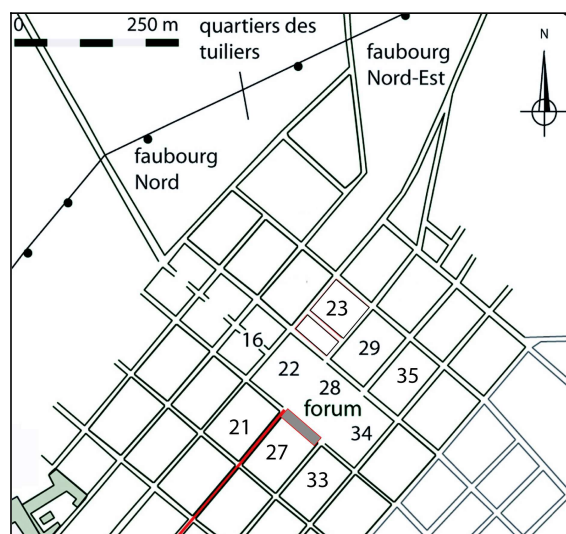 0 250 m
quartiers des
tuiliers
faubourg
Nord-Est
N
faubourg
Nord
23
16
29
22
28
35
forum
21
34
27
33